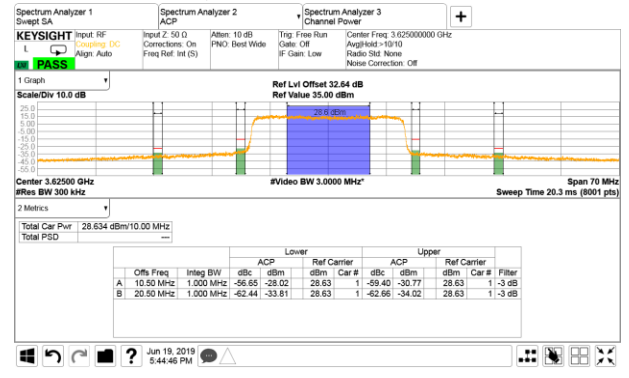 Spectrum Analyzer 1
Swept SA
Spectrum Analyzer 2
ACP
Spectrum Analyzer 3
Channel Power
KEYSIGHT
Input: RF
Coupling: DC
Align: Auto
Input Z: 50 Ω
Corrections: On
Freq Ref: Int (S)
Atten: 10 dB
PNO: Best Wide
Trig: Free Run
Gate: Off
IF Gain: Low
Center Freq: 3.625000000 GHz
Avg|Hold:>10/10
Radio Std: None
Noise Correction: Off
L
PASS
1 Graph
Scale/Div 10.0 dB
Ref Lvl Offset 32.64 dB
Ref Value 35.00 dBm
25.0
15.0
5.00
-5.00
-15.0
-25.0
-35.0
-45.0
-55.0
28.6 dBm
Center 3.62500 GHz
#Video BW 3.0000 MHz*
Span 70 MHz
#Res BW 300 kHz
Sweep Time 20.3 ms (8001 pts)
2 Metrics
Total Car Pwr 28.634 dBm/10.00 MHz
Total PSD ---
Lower Upper
ACP Ref Carrier ACP Ref Carrier
Offs Freq Integ BW dBc dBm dBm Car # dBc dBm dBm Car # Filter
A 10.50 MHz 1.000 MHz -56.65 -28.02 28.63 1 -59.40 -30.77 28.63 1 -3 dB
B 20.50 MHz 1.000 MHz -62.44 -33.81 28.63 1 -62.66 -34.02 28.63 1 -3 dB
?
Jun 19, 2019
5:44:46 PM